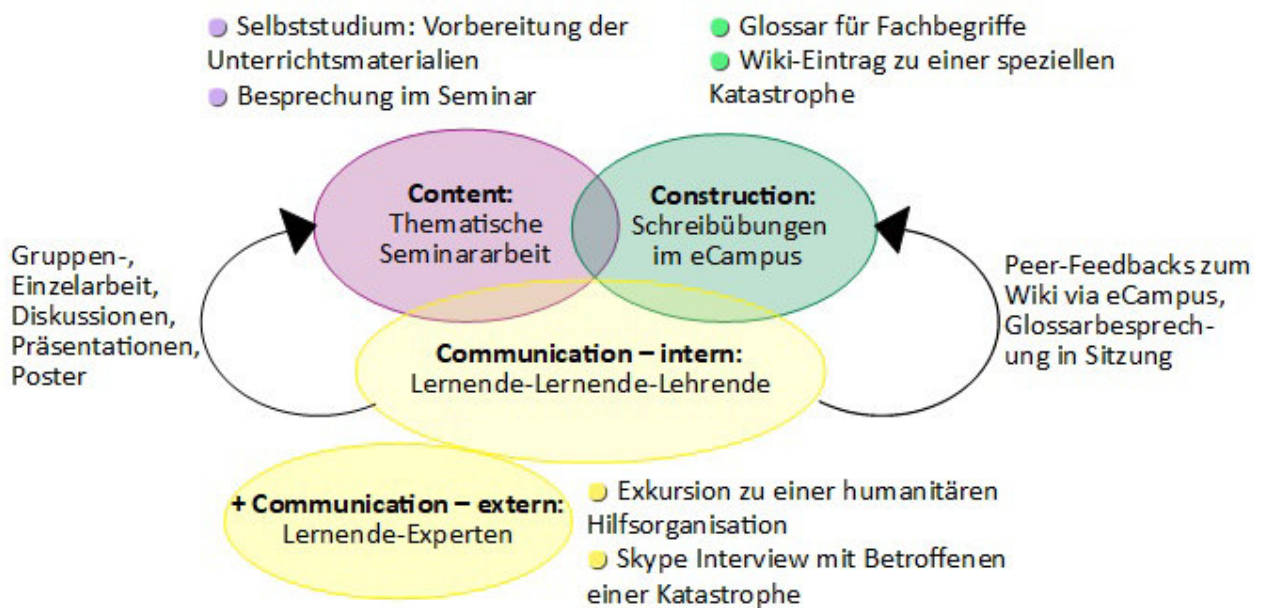 Selbststudium: Vorbereitung der
Unterrichtsmaterialien
Besprechung im Seminar
Glossar für Fachbegriffe
Wiki-Eintrag zu einer speziellen
Katastrophe
Content:
Thematische
Seminararbeit
Construction:
Schreibübungen
im eCampus
Gruppen-,
Einzelarbeit,
Diskussionen,
Präsentationen,
Poster
Peer-Feedbacks zum
Wiki via eCampus,
Glossarbesprech-
ung in Sitzung
Communication – intern:
Lernende-Lernende-Lehrende
+ Communication – extern:
Lernende-Experten
Exkursion zu einer humanitären
Hilfsorganisation
Skype Interview mit Betroffenen
einer Katastrophe